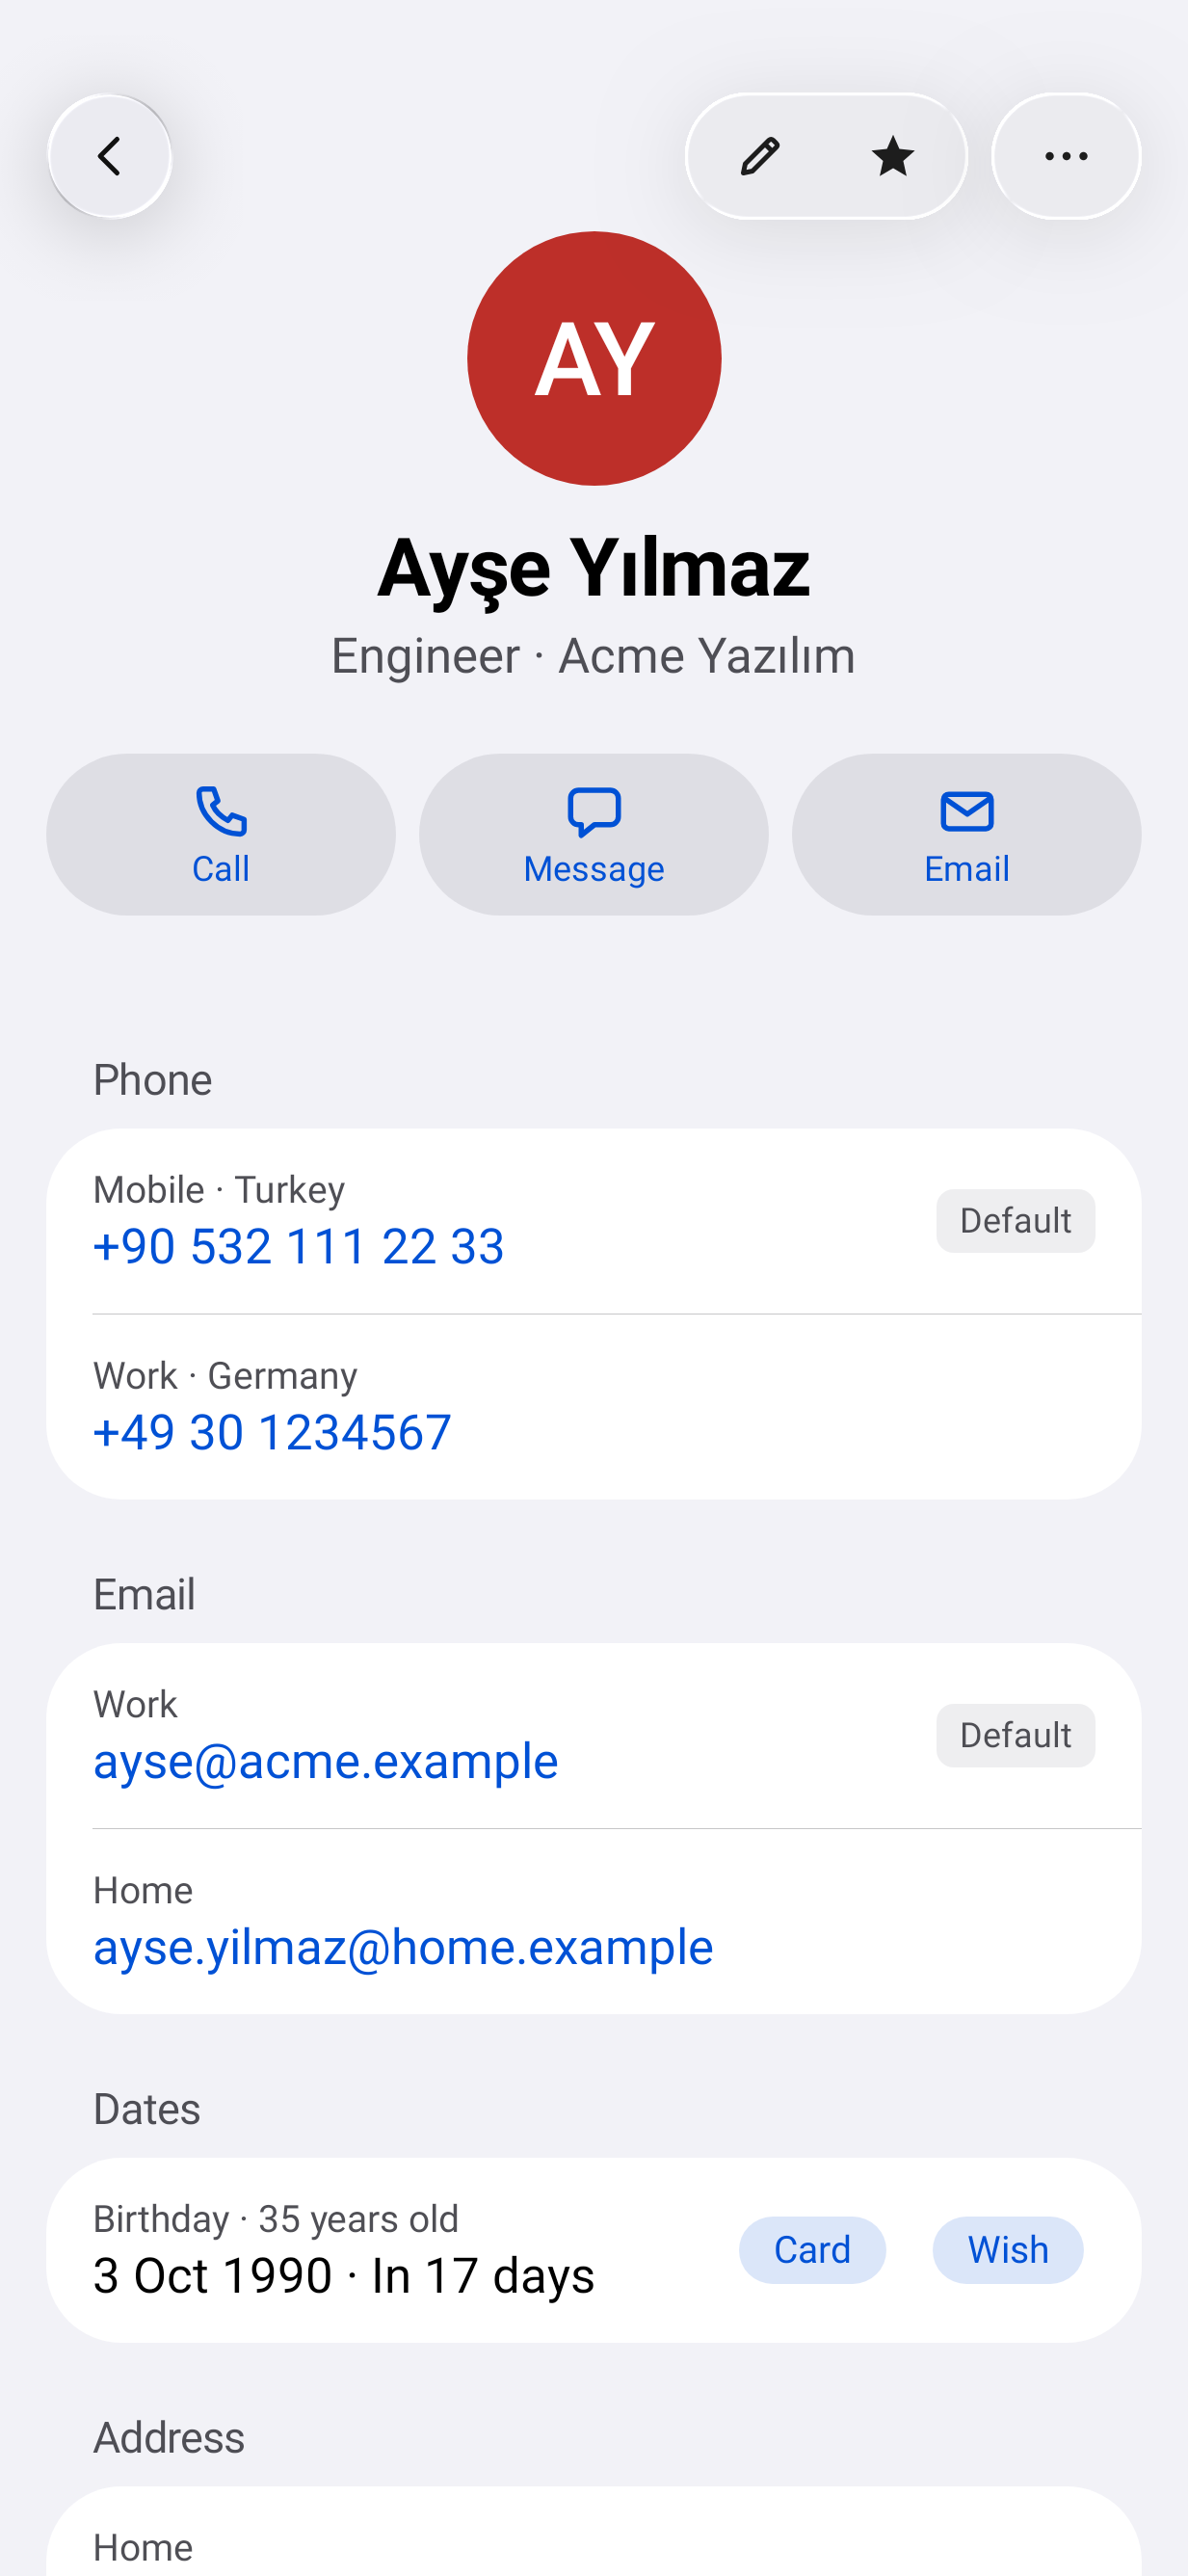 AY
Ayşe Yılmaz
Engineer · Acme Yazılım
Call
Message
Email
Phone
Mobile · Turkey
+90 532 111 22 33
Default
Work · Germany
+49 30 1234567
Email
Work
ayse@acme.example
Default
Home
ayse.yilmaz@home.example
Dates
Birthday · 35 years old
3 Oct 1990 · In 17 days
Card
Wish
Address
Home